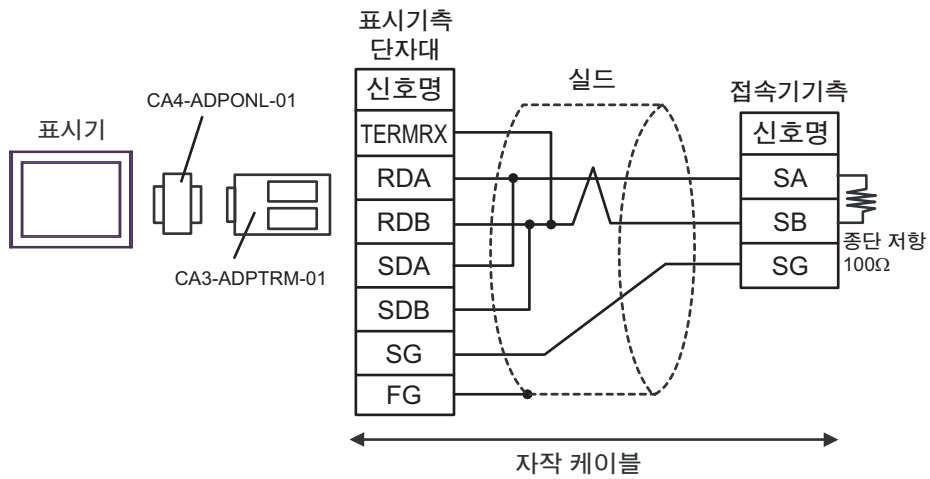 표시기
CA4-ADPONL-01
CA3-ADPTRM-01
표시기측
단자대
신호명
TERMRX
RDA
RDB
SDA
SDB
SG
FG
실드
접속기기측
신호명
SA
SB
SG
종단 저항
100Ω
자작 케이블